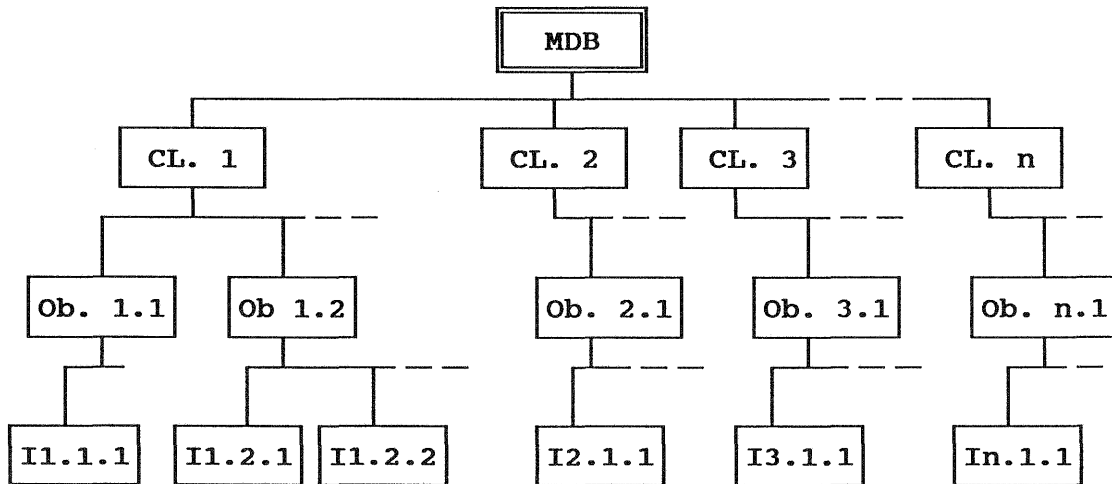 MDB
CL. 1 CL. 2 CL. 3 CL. n
Ob. 1.1 Ob 1.2 Ob. 2.1 Ob. 3.1 Ob. n.1
I1.1.1 I1.2.1 I1.2.2 I2.1.1 I3.1.1 In.1.1